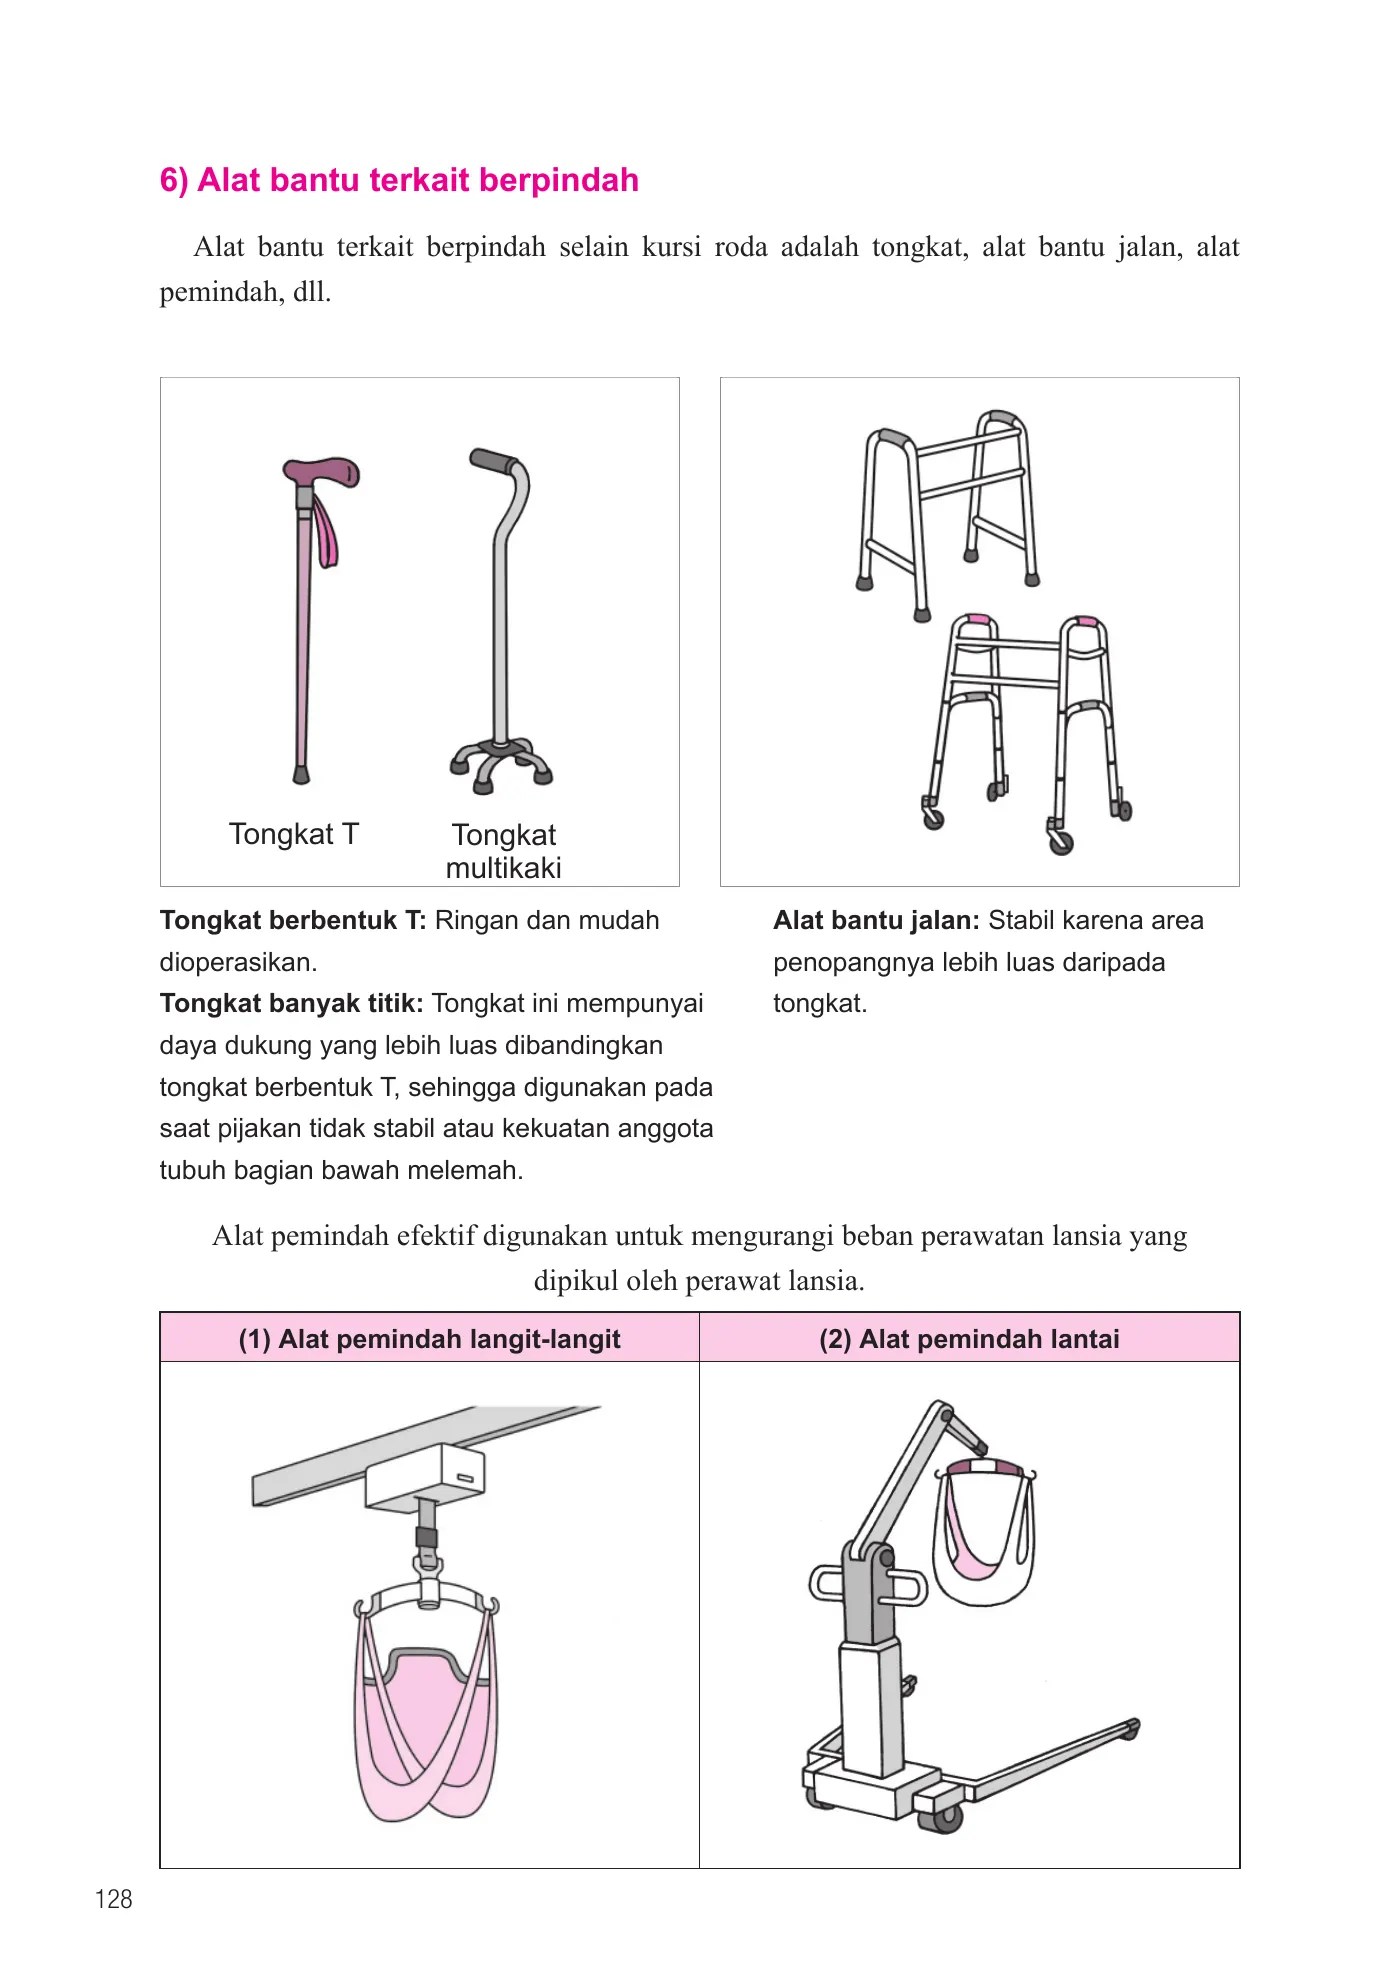 6) Alat bantu terkait berpindah
Alat bantu terkait berpindah selain kursi roda adalah tongkat, alat bantu jalan, alat
pemindah, dll.
Tongkat T
Tongkat
multikaki
Tongkat berbentuk T: Ringan dan mudah
dioperasikan.
Tongkat banyak titik: Tongkat ini mempunyai
daya dukung yang lebih luas dibandingkan
tongkat berbentuk T, sehingga digunakan pada
saat pijakan tidak stabil atau kekuatan anggota
tubuh bagian bawah melemah.
Alat bantu jalan: Stabil karena area
penopangnya lebih luas daripada
tongkat.
Alat pemindah efektif digunakan untuk mengurangi beban perawatan lansia yang
dipikul oleh perawat lansia.
(1) Alat pemindah langit-langit
(2) Alat pemindah lantai
128